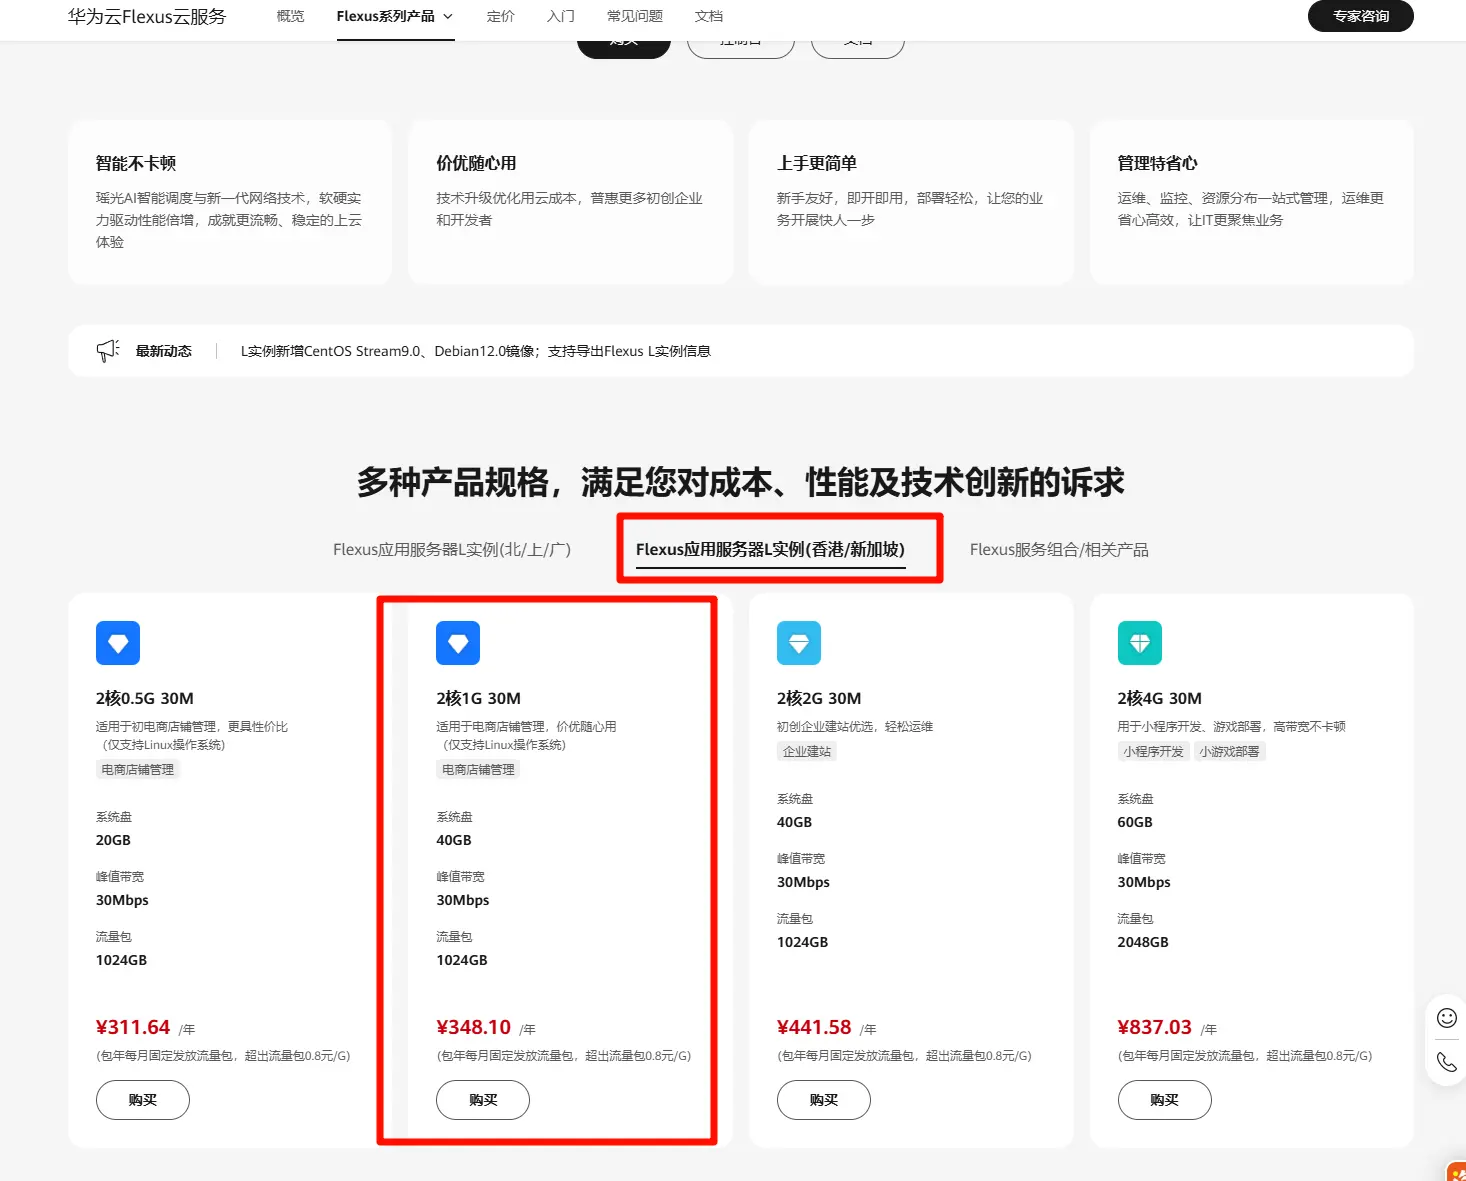 华为云Flexus云服务 概览 Flexus系列产品 定价 入门 常见问题 文档 专家咨询
购买 控制台 文档
智能不卡顿
瑶光AI智能调度与新一代网络技术，软硬实
力驱动性能倍增，成就更流畅、稳定的上云
体验
价优随心用
技术升级优化用云成本，普惠更多初创企业
和开发者
上手更简单
新手友好，即开即用，部署轻松，让您的业
务开展快人一步
管理特省心
运维、监控、资源分布一站式管理，运维更
省心高效，让IT更聚焦业务
最新动态 L实例新增CentOS Stream9.0、Debian12.0镜像；支持导出Flexus L实例信息
多种产品规格，满足您对成本、性能及技术创新的诉求
Flexus应用服务器L实例(北/上/广) Flexus应用服务器L实例(香港/新加坡) Flexus服务组合/相关产品
2核0.5G 30M
适用于初电商店铺管理，更具性价比
（仅支持Linux操作系统)
电商店铺管理
系统盘
20GB
峰值带宽
30Mbps
流量包
1024GB
¥311.64 /年
(包年每月固定发放流量包，超出流量包0.8元/G)
购买
2核1G 30M
适用于电商店铺管理，价优随心用
（仅支持Linux操作系统)
电商店铺管理
系统盘
40GB
峰值带宽
30Mbps
流量包
1024GB
¥348.10 /年
(包年每月固定发放流量包，超出流量包0.8元/G)
购买
2核2G 30M
初创企业建站优选，轻松运维
企业建站
系统盘
40GB
峰值带宽
30Mbps
流量包
1024GB
¥441.58 /年
(包年每月固定发放流量包，超出流量包0.8元/G)
购买
2核4G 30M
用于小程序开发、游戏部署，高带宽不卡顿
小程序开发 小游戏部署
系统盘
60GB
峰值带宽
30Mbps
流量包
2048GB
¥837.03 /年
(包年每月固定发放流量包，超出流量包0.8元/G)
购买